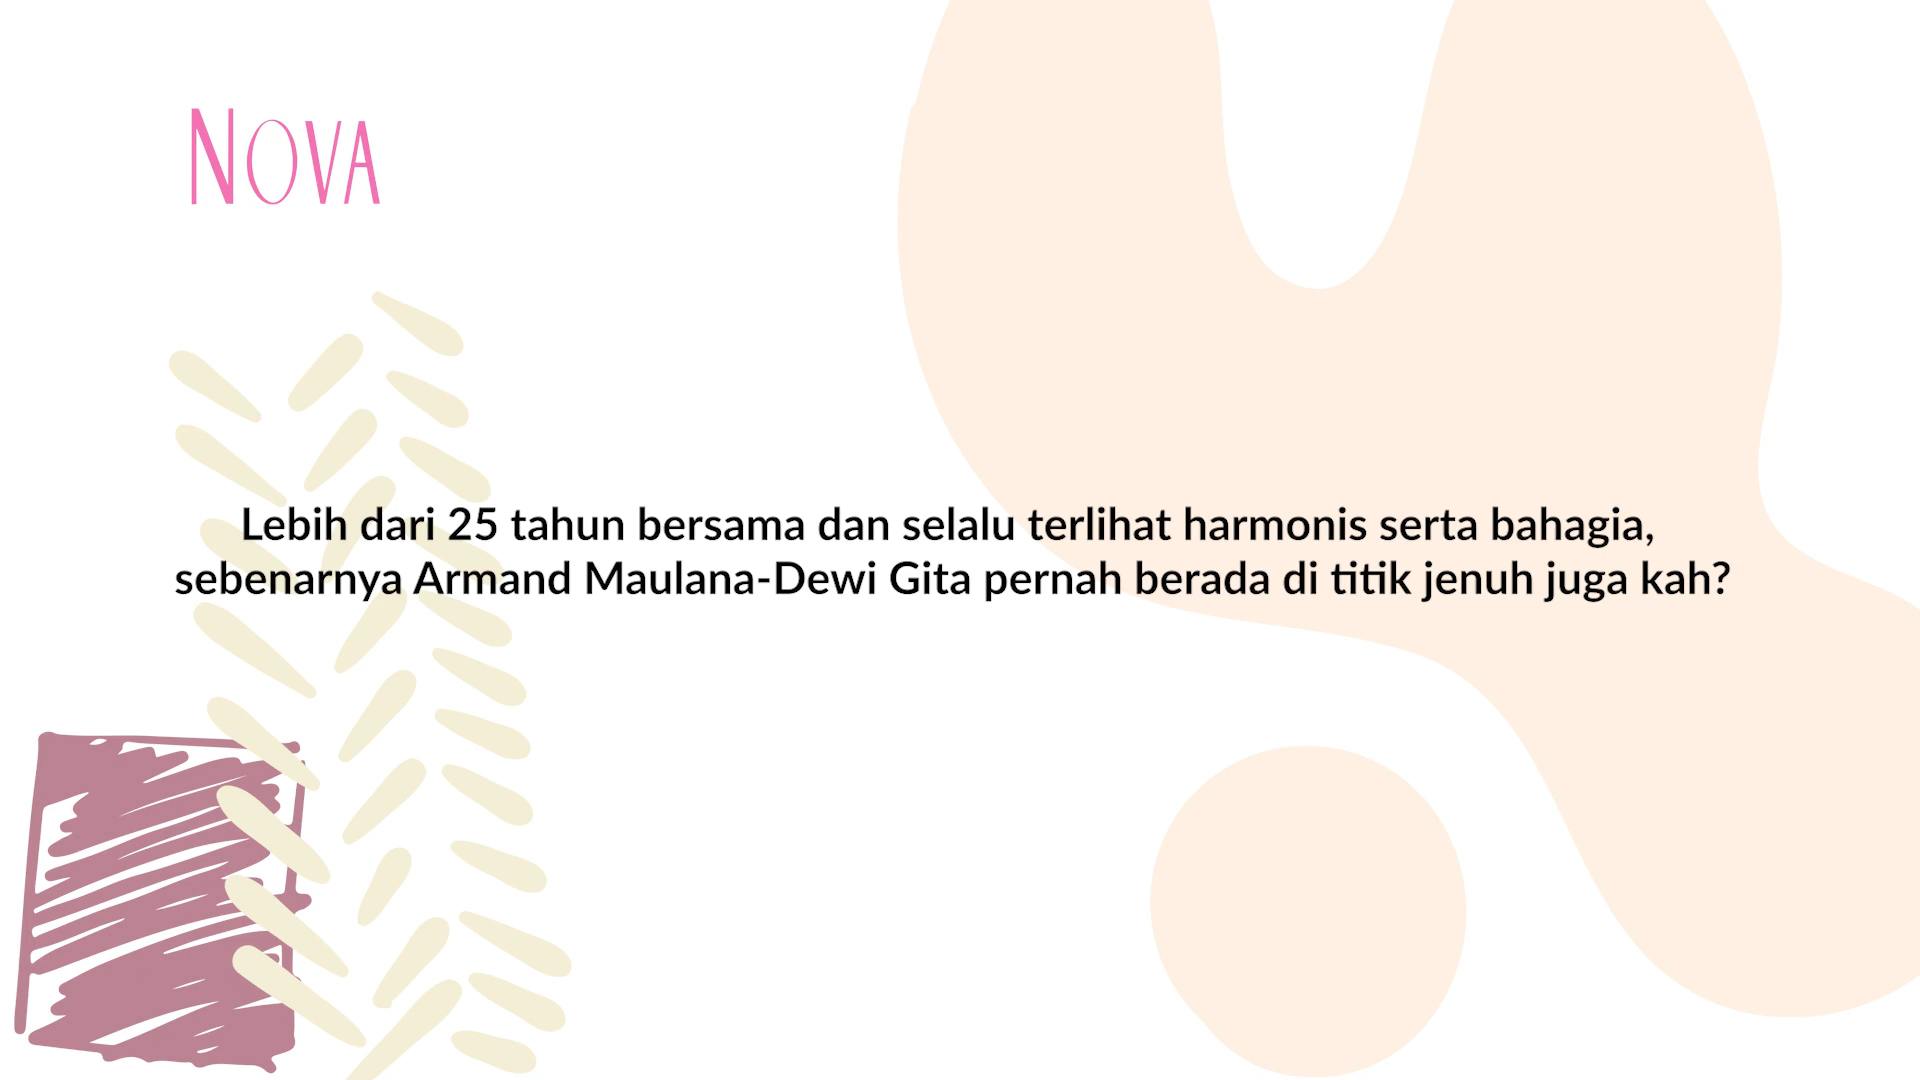 NOVA
Lebih dari 25 tahun bersama dan selalu terlihat harmonis serta bahagia,
sebenarnya Armand Maulana-Dewi Gita pernah berada di titik jenuh juga kah?